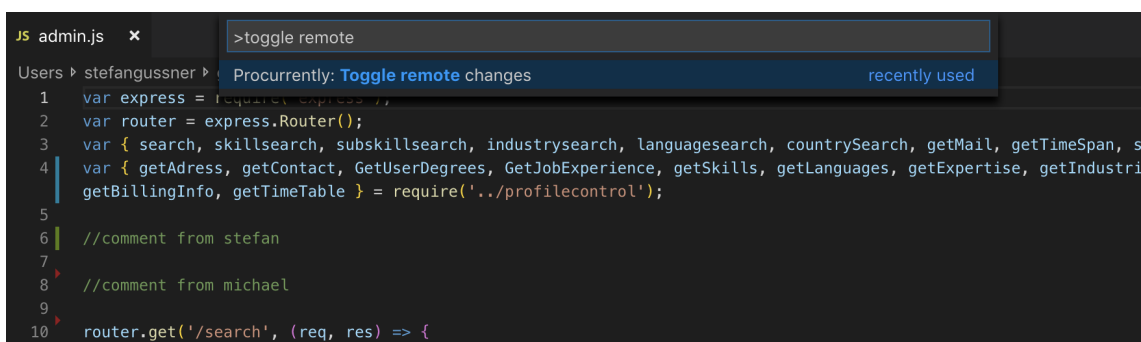 JS admin.js ×
>toggle remote
Users stefangussner
Procurrently: Toggle remote changes recently used
1 var express = require('express');
2 var router = express.Router();
3 var { search, skillsearch, subskillsearch, industrysearch, languagesearch, countrySearch, getMail, getTimeSpan, s
4 var { getAdress, getContact, GetUserDegrees, GetJobExperience, getSkills, getLanguages, getExpertise, getIndustri
getBillingInfo, getTimeTable } = require('../profilecontrol');
5
6 //comment from stefan
7
8 //comment from michael
9
10 router.get('/search', (req, res) => {